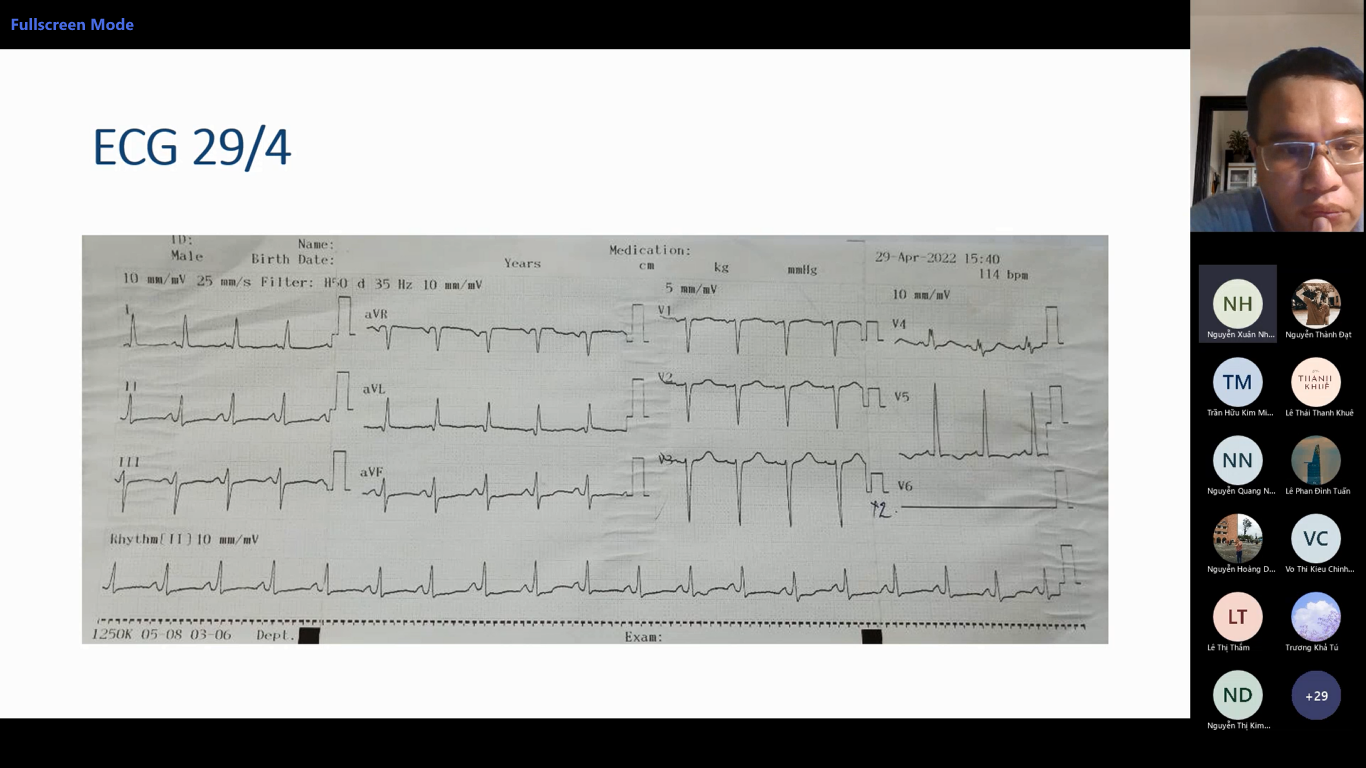 Fullscreen Mode
ECG 29/4
ID:
Name:
Medication:
29-Apr-2022 15:40
Male
Birth Date:
Years
cm
kg
mmHg
114 bpm
10 mm/mV 25 mm/s Filter: H50 d 35 Hz 10 mm/mV
5 mm/mV
10 mm/mV
I
aVR
V1
V4
II
aVL
V2
V5
III
aVF
V3
V6
x2
Rhythm[II] 10 mm/mV
1250K 05-08 03-06 Dept.
Exam:
NH
Nguyễn Xuân Nh...
Nguyễn Thành Đạt
TM
Trần Hữu Kim Mi...
THANH
KHUÊ
Lê Thái Thanh Khuê
NN
Nguyễn Quang N...
Lê Phan Đình Tuấn
Nguyễn Hoàng D...
VC
Vo Thi Kieu Chinh...
LT
Lê Thị Thắm
Trương Khả Tú
ND
Nguyễn Thị Kim...
+29